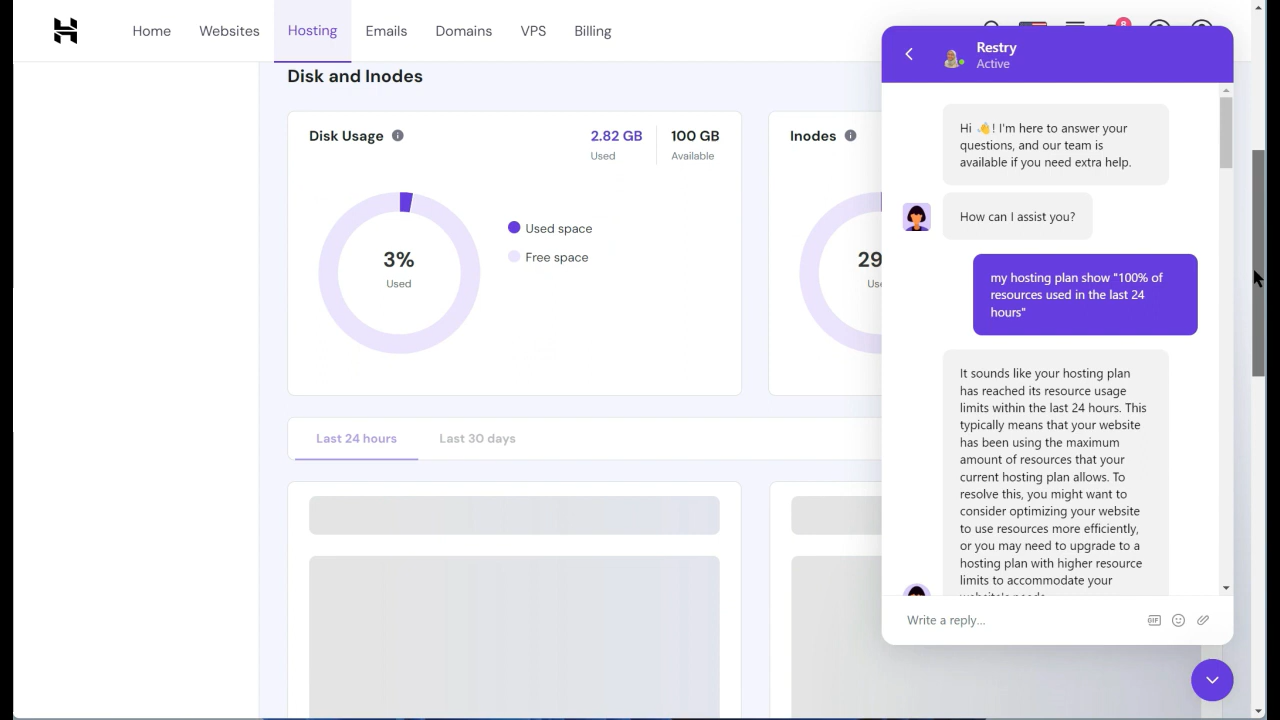 Home Websites Hosting Emails Domains VPS Billing
Disk and Inodes
Disk Usage
2.82 GB
Used
100 GB
Available
3%
Used
Used space
Free space
Inodes
29
Last 24 hours Last 30 days
Restry
Active
Hi 👋! I'm here to answer your
questions, and our team is
available if you need extra help.
How can I assist you?
my hosting plan show "100% of
resources used in the last 24
hours"
It sounds like your hosting plan
has reached its resource usage
limits within the last 24 hours. This
typically means that your website
has been using the maximum
amount of resources that your
current hosting plan allows. To
resolve this, you might want to
consider optimizing your website
to use resources more efficiently,
or you may need to upgrade to a
hosting plan with higher resource
limits to accommodate your
Write a reply...
GIF